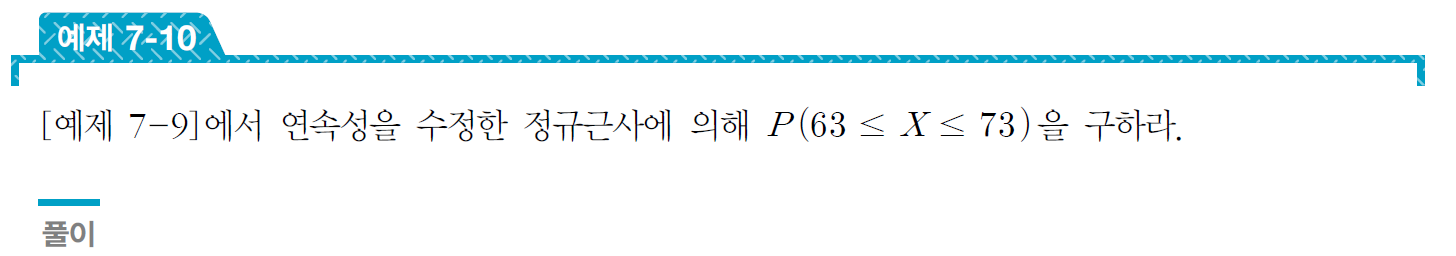 예제 7-10
[예제 7-9]에서 연속성을 수정한 정규근사에 의해 P(63 ≤ X ≤ 73)을 구하라.
풀이